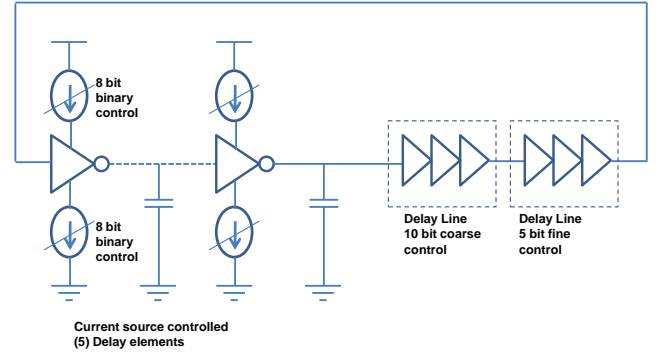 8 bit
binary
control
8 bit
binary
control
Delay Line
10 bit coarse
control
Delay Line
5 bit fine
control
Current source controlled
(5) Delay elements